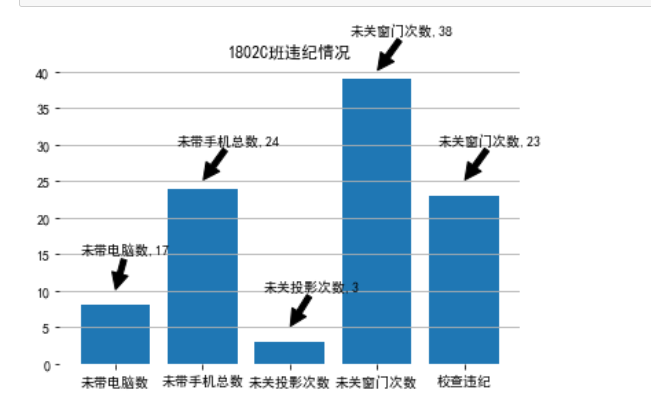 未关窗门次数,38
1802C班违纪情况
40
35
未带手机总数,24
未关窗门次数,23
30
25
20
未带电脑数,17
15
未关投影次数,3
10
5
0
未带电脑数 未带手机总数 未关投影次数 未关窗门次数 校查违纪